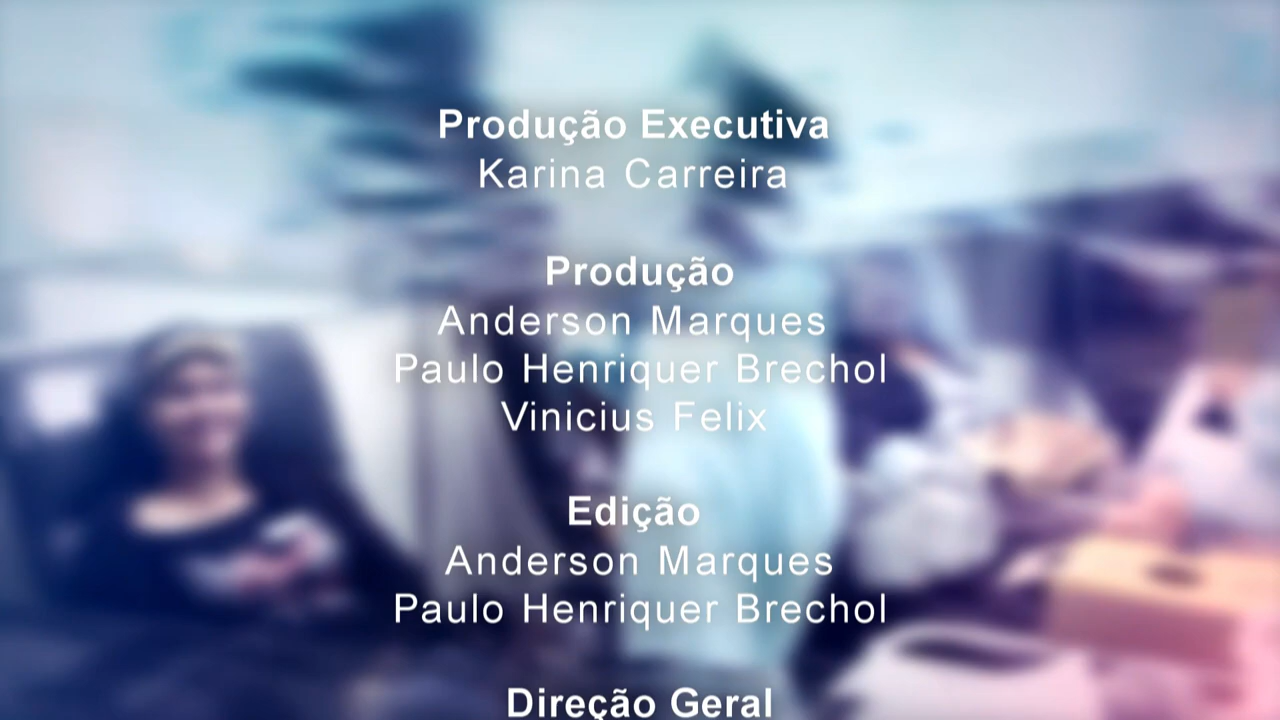 Produção Executiva
Karina Carreira
Produção
Anderson Marques
Paulo Henriquer Brechol
Vinicius Felix
Edição
Anderson Marques
Paulo Henriquer Brechol
Direção Geral